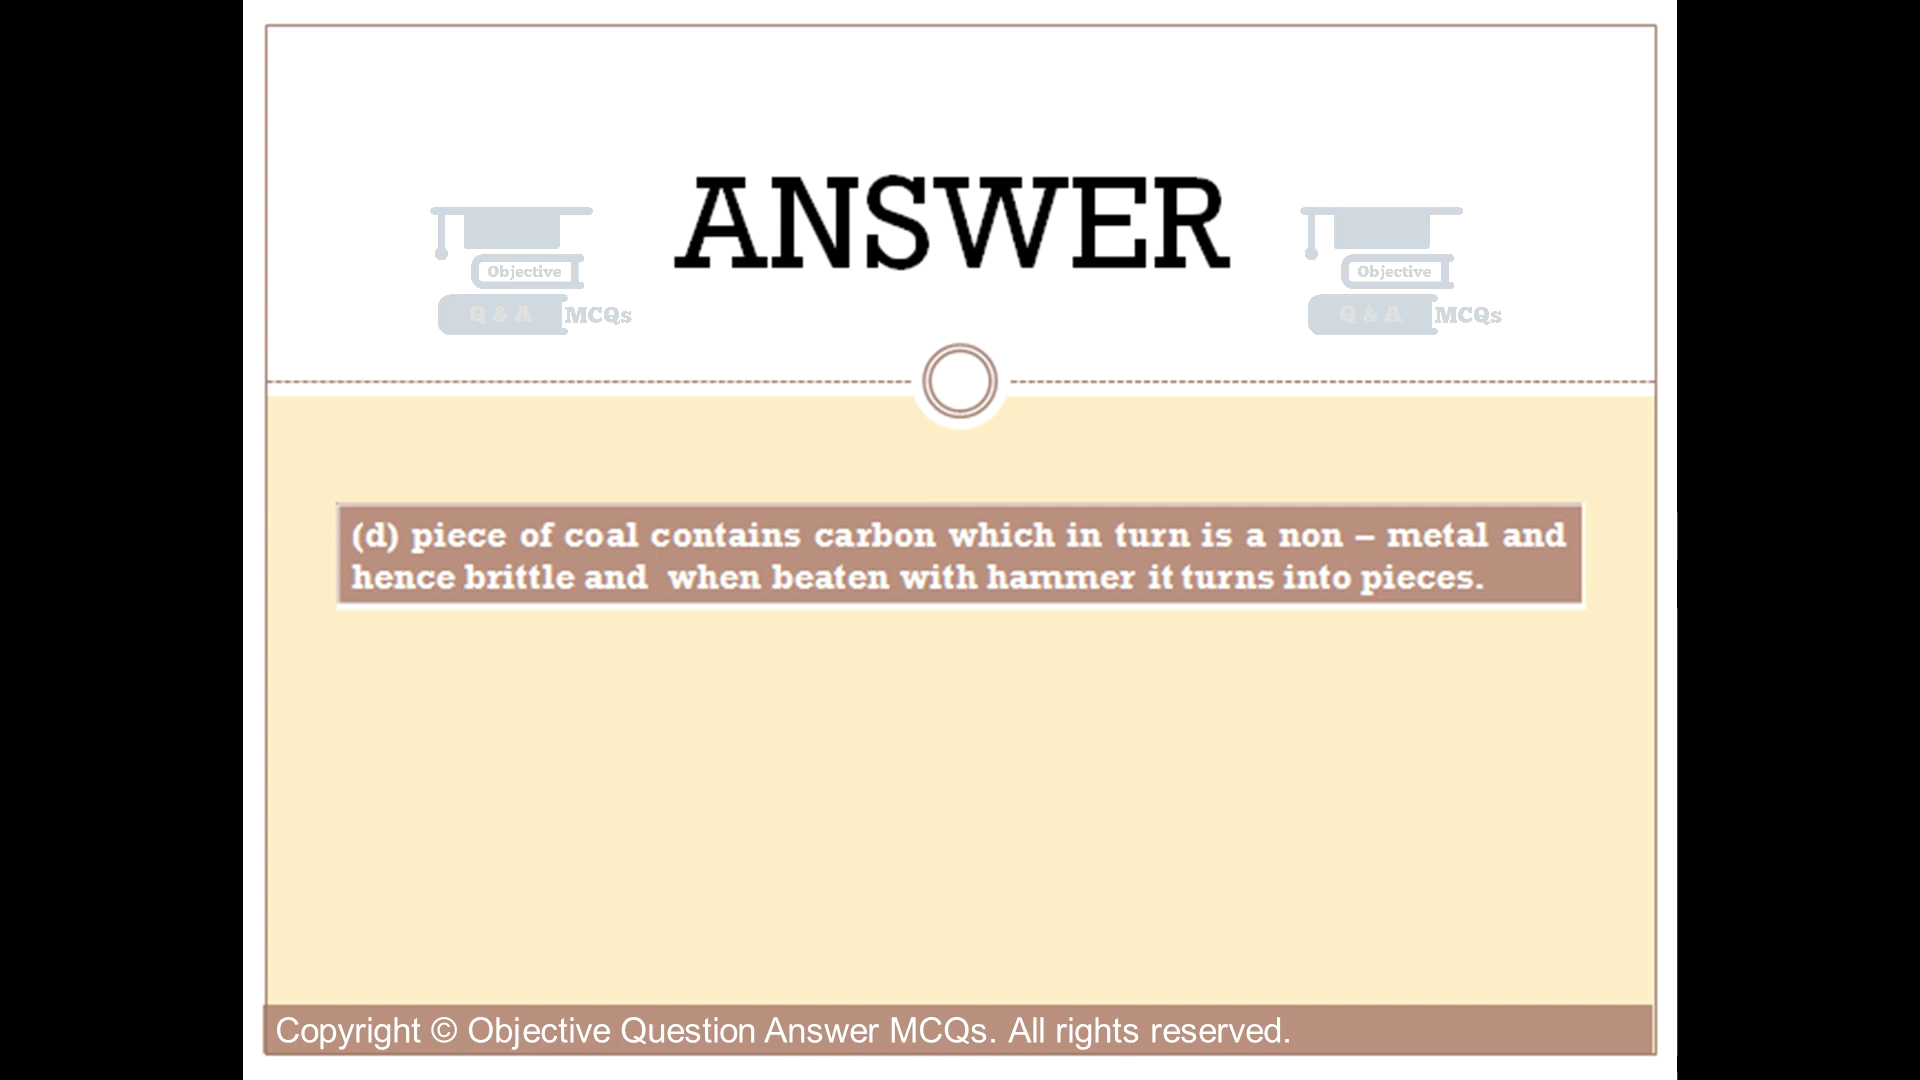 ANSWER
Objective
Q & A MCQs
Objective
Q & A MCQs
(d) piece of coal contains carbon which in turn is a non – metal and
hence brittle and when beaten with hammer it turns into pieces.
Copyright © Objective Question Answer MCQs. All rights reserved.